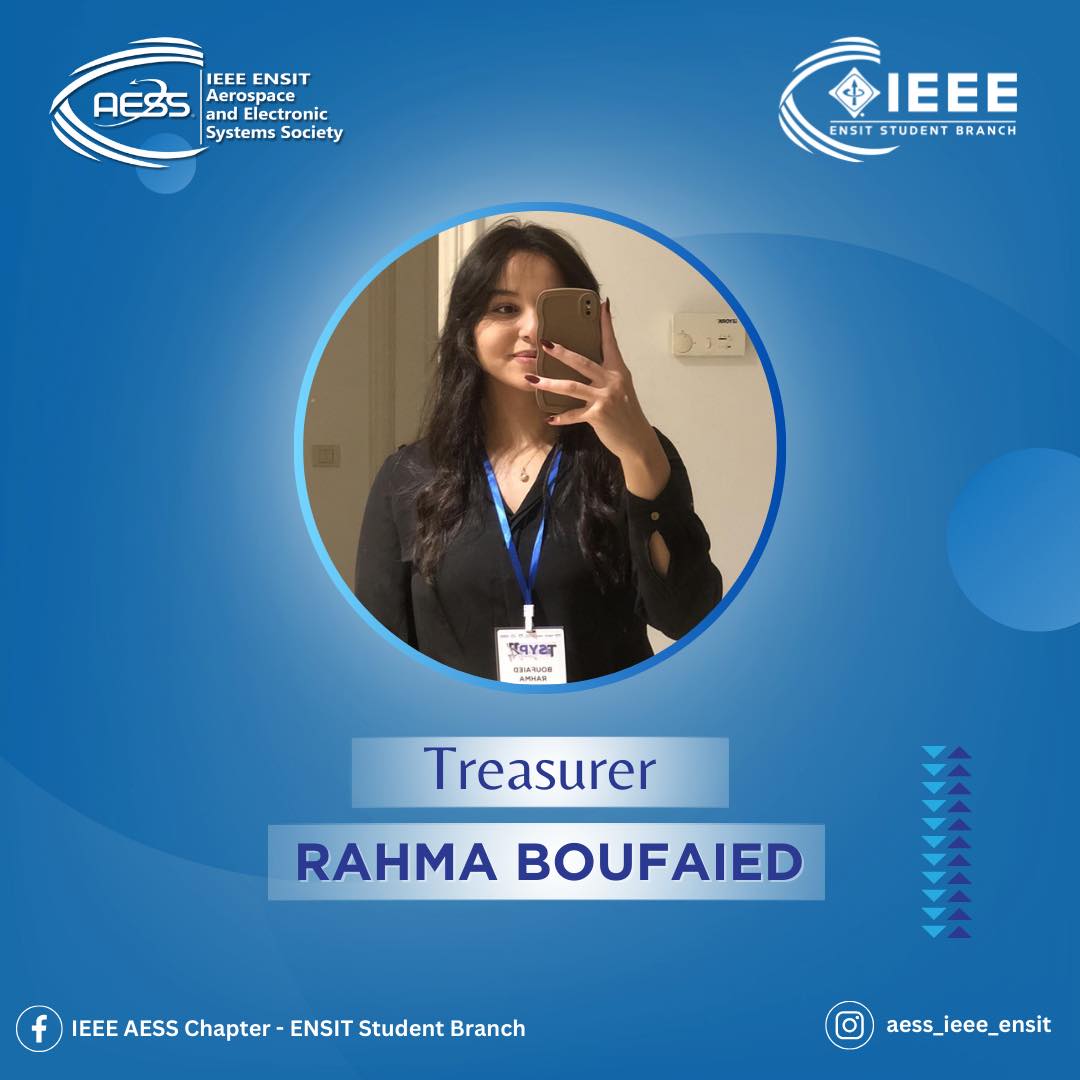 AESS
IEEE ENSIT
Aerospace
and Electronic
Systems Society
IEEE
ENSIT STUDENT BRANCH
TSYP
BOUFAIED
RAHMA
Treasurer
RAHMA BOUFAIED
IEEE AESS Chapter - ENSIT Student Branch
aess_ieee_ensit